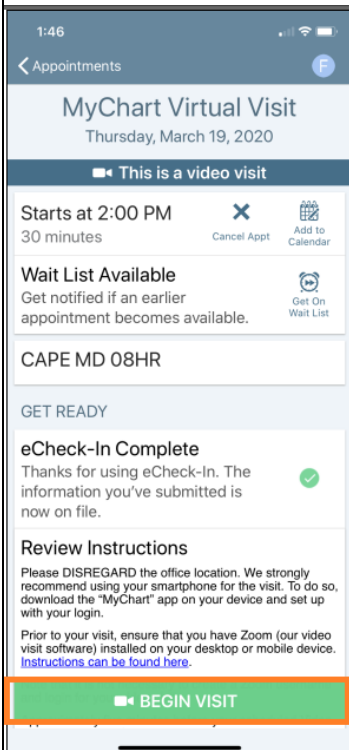 1:46
Appointments
F
MyChart Virtual Visit
Thursday, March 19, 2020
This is a video visit
Starts at 2:00 PM
30 minutes
Cancel Appt
Add to
Calendar
Wait List Available
Get notified if an earlier
appointment becomes available.
Get On
Wait List
CAPE MD 08HR
GET READY
eCheck-In Complete
Thanks for using eCheck-In. The
information you've submitted is
now on file.
Review Instructions
Please DISREGARD the office location. We strongly
recommend using your smartphone for the visit. To do so,
download the “MyChart” app on your device and set up
with your login.
Prior to your visit, ensure that you have Zoom (our video
visit software) installed on your desktop or mobile device.
Instructions can be found here.
BEGIN VISIT